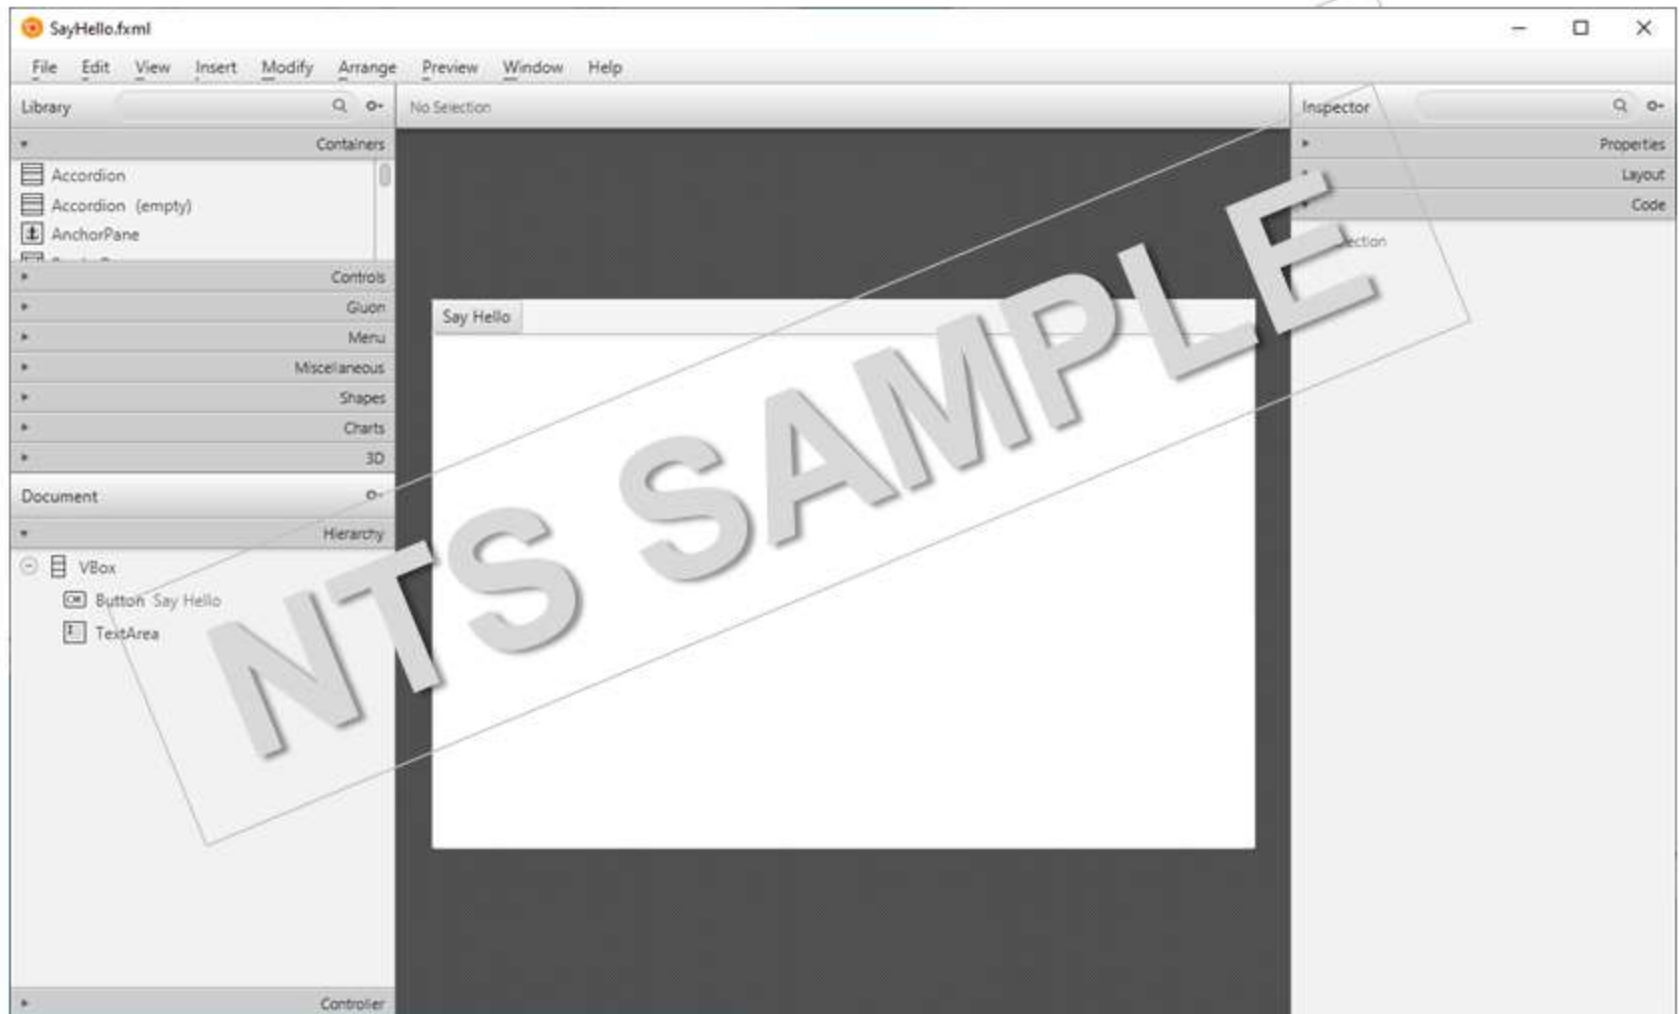 SayHello.fxml
File Edit View Insert Modify Arrange Preview Window Help
Library
No Selection
Inspector
Containers
Accordion
Accordion (empty)
AnchorPane
Controls
Gluon
Menu
Miscellaneous
Shapes
Charts
3D
Document
Hierarchy
VBox
Button Say Hello
TextArea
Controller
Say Hello
Properties
Layout
Code
NTS SAMPLE